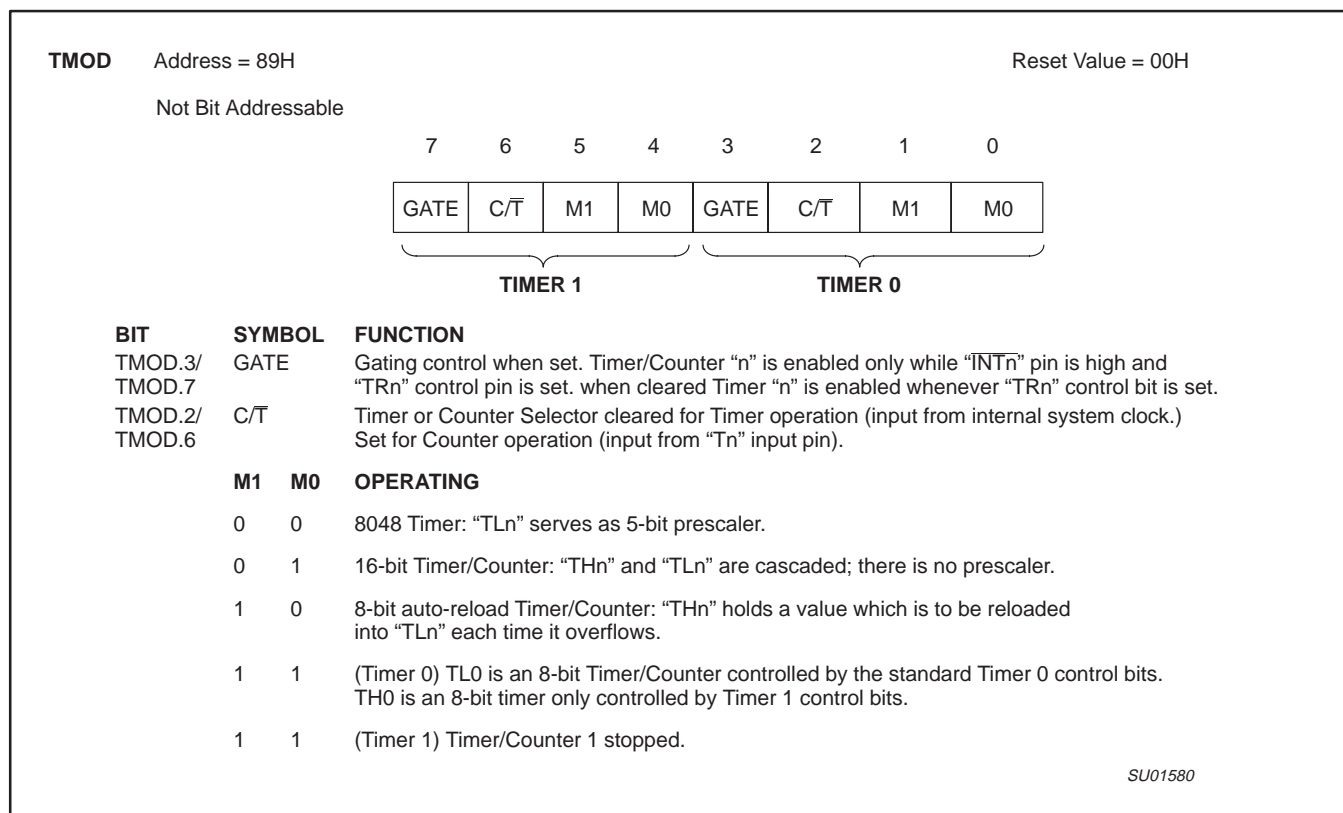 TMOD Address = 89H Reset Value = 00H
Not Bit Addressable
7 6 5 4 3 2 1 0
GATE C/T̅ M1 M0 GATE C/T̅ M1 M0
TIMER 1 TIMER 0
BIT SYMBOL FUNCTION
TMOD.3/ GATE Gating control when set. Timer/Counter “n” is enabled only while “I̅N̅T̅n̅” pin is high and
TMOD.7 “TRn” control pin is set. when cleared Timer “n” is enabled whenever “TRn” control bit is set.
TMOD.2/ C/T̅ Timer or Counter Selector cleared for Timer operation (input from internal system clock.)
TMOD.6 Set for Counter operation (input from “Tn” input pin).
M1 M0 OPERATING
0 0 8048 Timer: “TLn” serves as 5-bit prescaler.
0 1 16-bit Timer/Counter: “THn” and “TLn” are cascaded; there is no prescaler.
1 0 8-bit auto-reload Timer/Counter: “THn” holds a value which is to be reloaded
into “TLn” each time it overflows.
1 1 (Timer 0) TL0 is an 8-bit Timer/Counter controlled by the standard Timer 0 control bits.
TH0 is an 8-bit timer only controlled by Timer 1 control bits.
1 1 (Timer 1) Timer/Counter 1 stopped.
SU01580